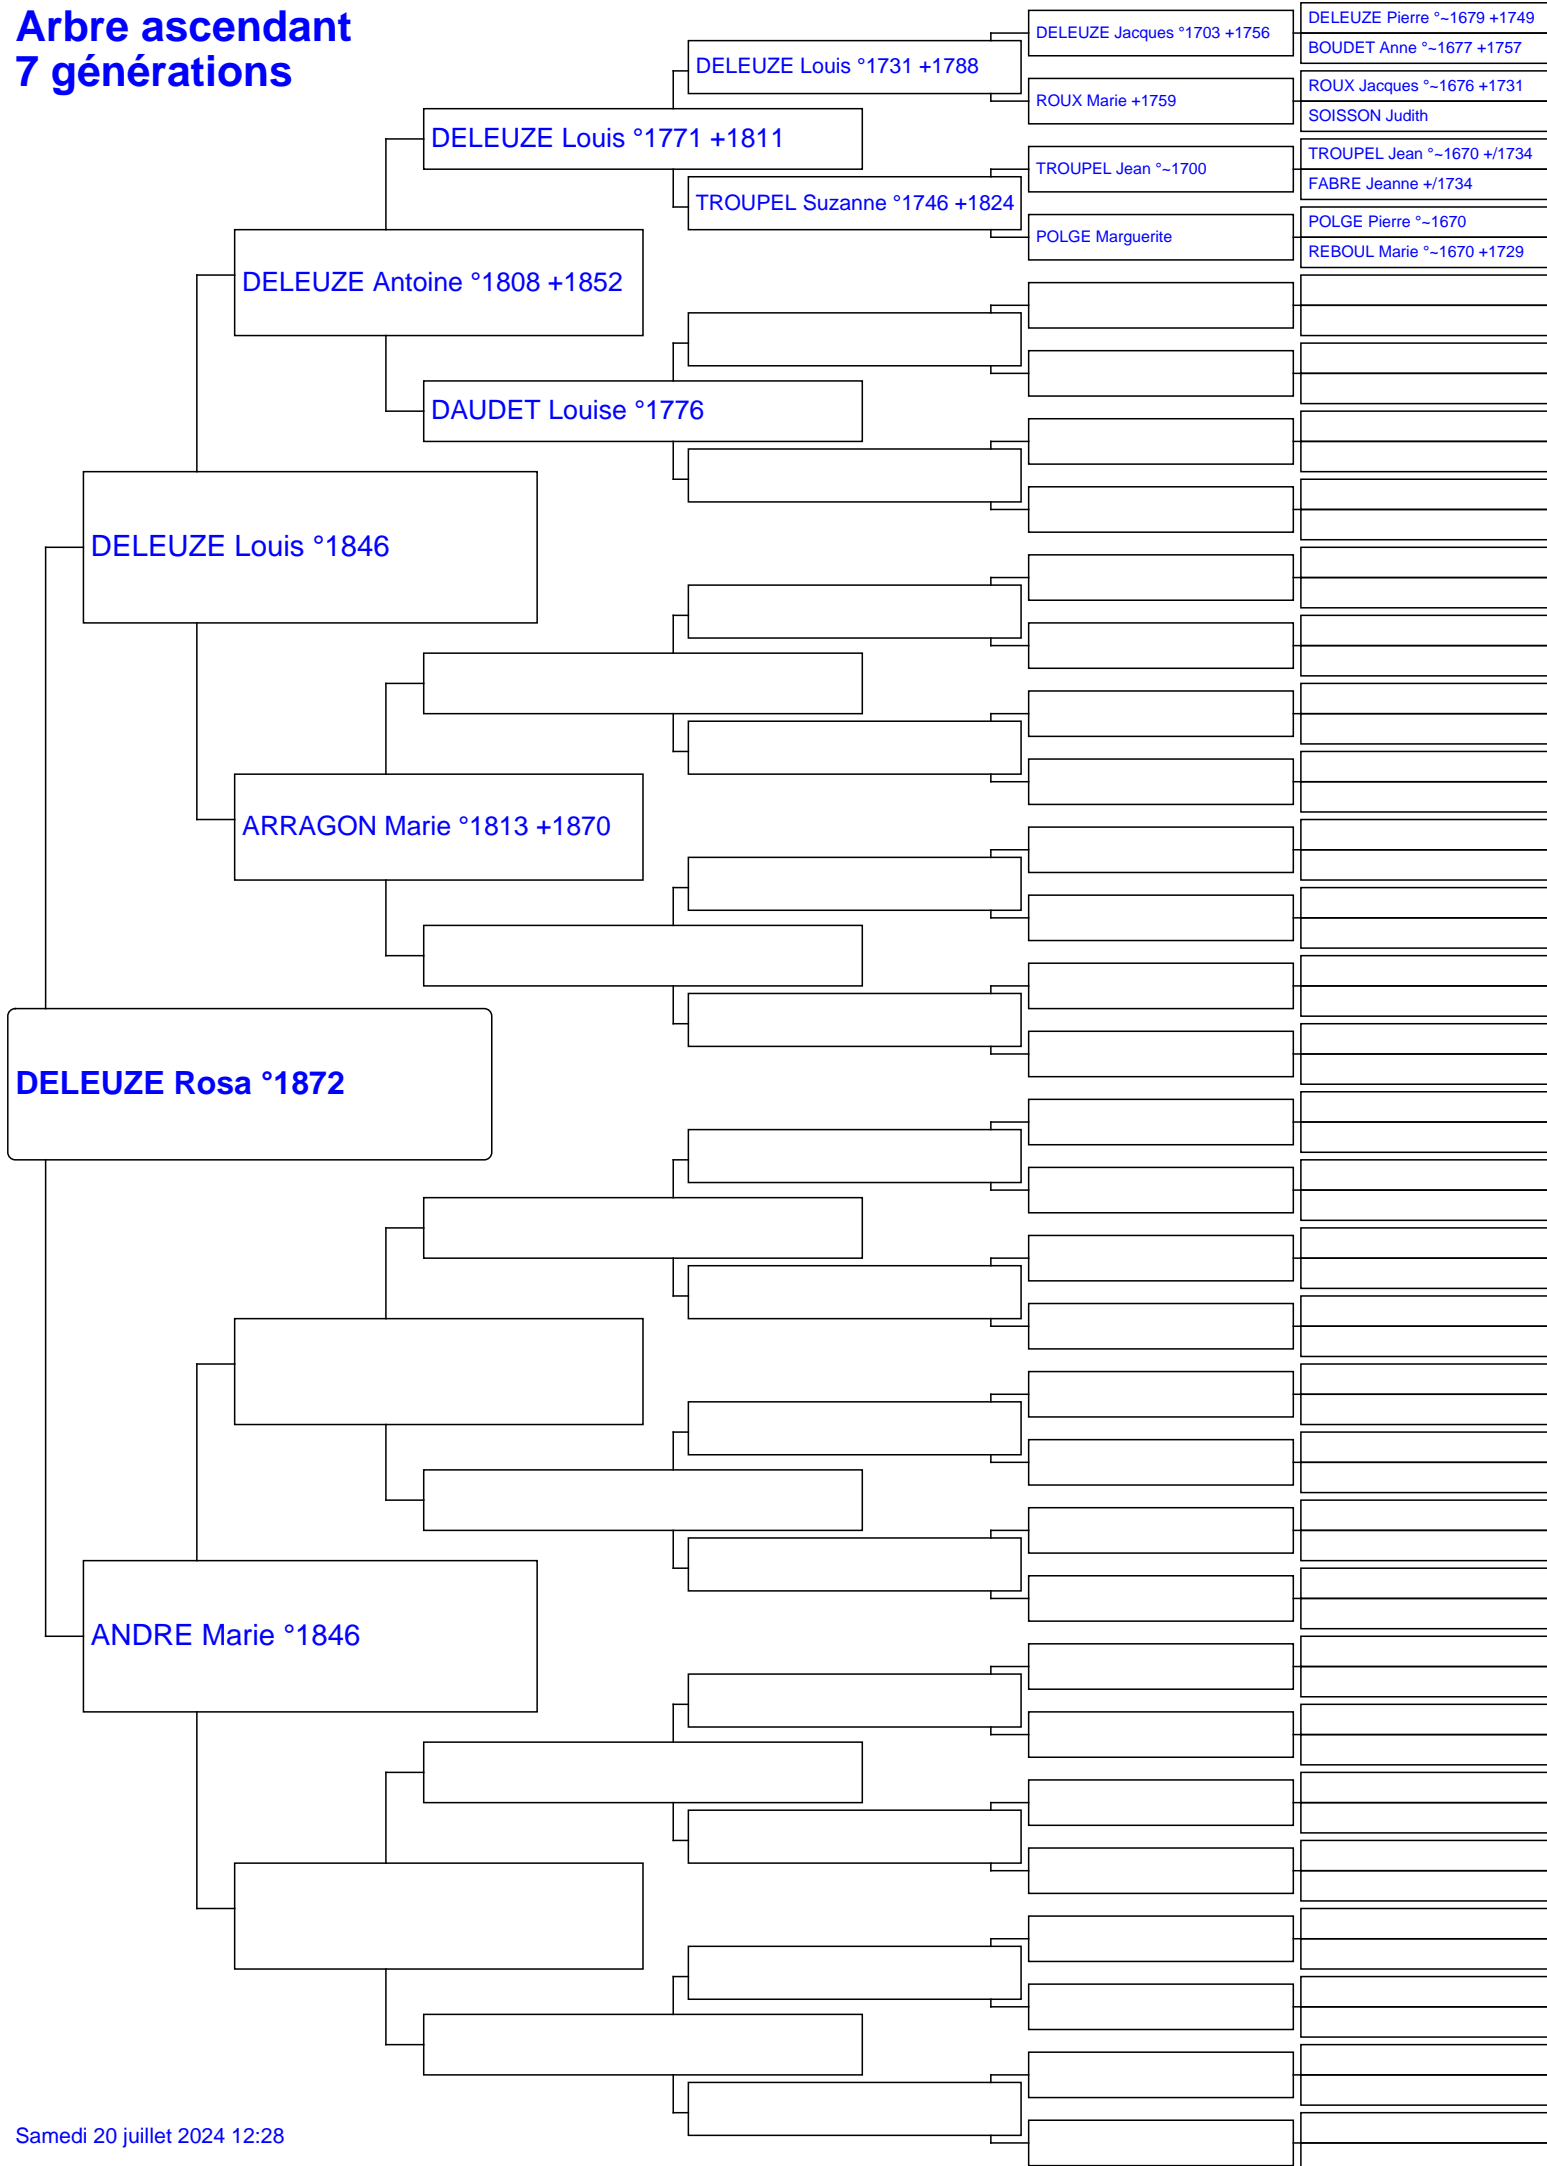 Arbre ascendant
7 générations
DELEUZE Pierre °~1679 +1749
DELEUZE Jacques °1703 +1756
BOUDET Anne °~1677 +1757
DELEUZE Louis °1731 +1788
ROUX Jacques °~1676 +1731
ROUX Marie +1759
SOISSON Judith
DELEUZE Louis °1771 +1811
TROUPEL Jean °~1670 +/1734
TROUPEL Jean °~1700
FABRE Jeanne +/1734
TROUPEL Suzanne °1746 +1824
POLGE Pierre °~1670
POLGE Marguerite
REBOUL Marie °~1670 +1729
DELEUZE Antoine °1808 +1852
DAUDET Louise °1776
DELEUZE Louis °1846
ARRAGON Marie °1813 +1870
DELEUZE Rosa °1872
ANDRE Marie °1846
Samedi 20 juillet 2024 12:28